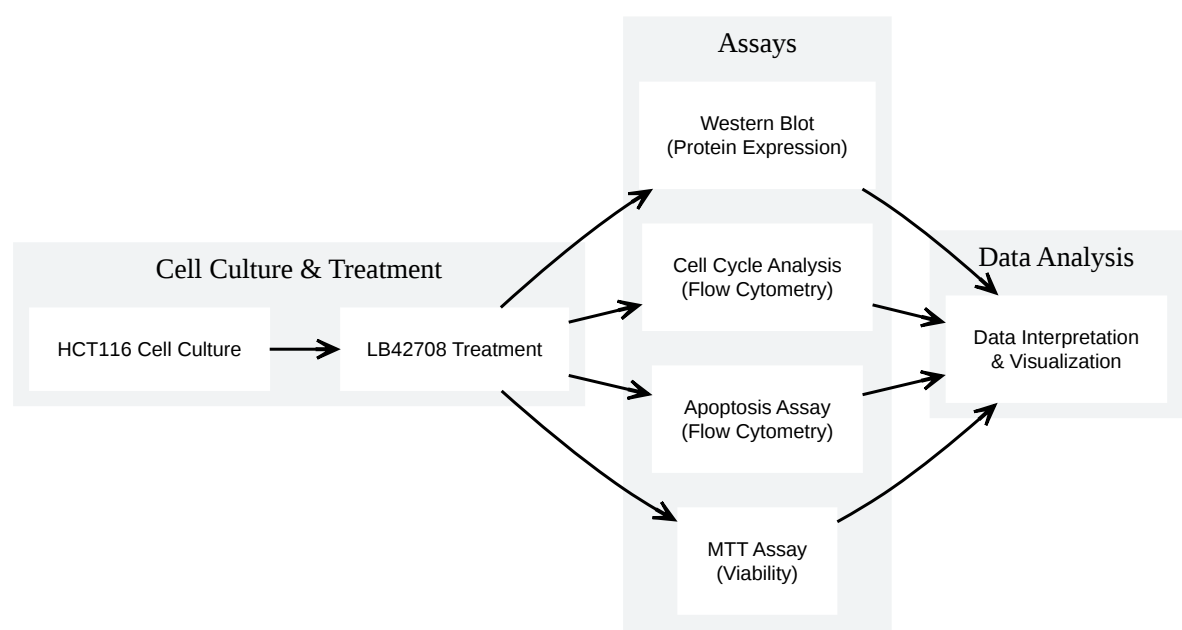 Cell Culture & Treatment
HCT116 Cell Culture
LB42708 Treatment
Assays
Western Blot
(Protein Expression)
Cell Cycle Analysis
(Flow Cytometry)
Apoptosis Assay
(Flow Cytometry)
MTT Assay
(Viability)
Data Analysis
Data Interpretation
& Visualization